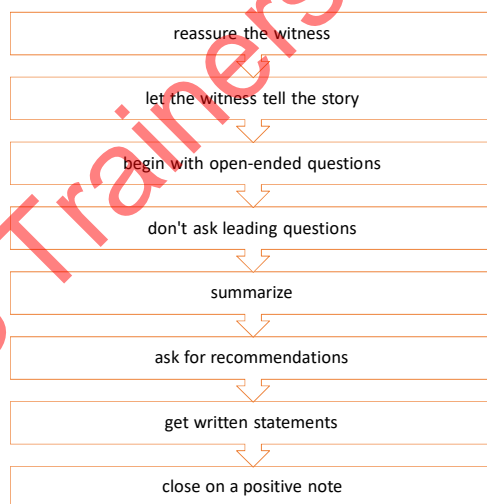 reassure the witness
let the witness tell the story
begin with open-ended questions
don't ask leading questions
summarize
ask for recommendations
get written statements
close on a positive note
Trainers